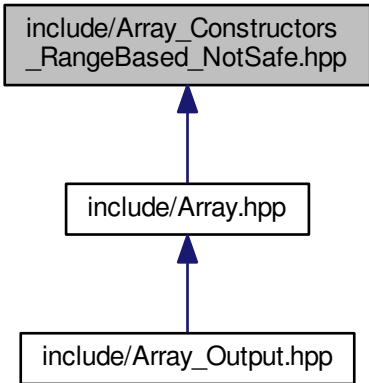 include/Array_Constructors
_RangeBased_NotSafe.hpp
include/Array.hpp
include/Array_Output.hpp